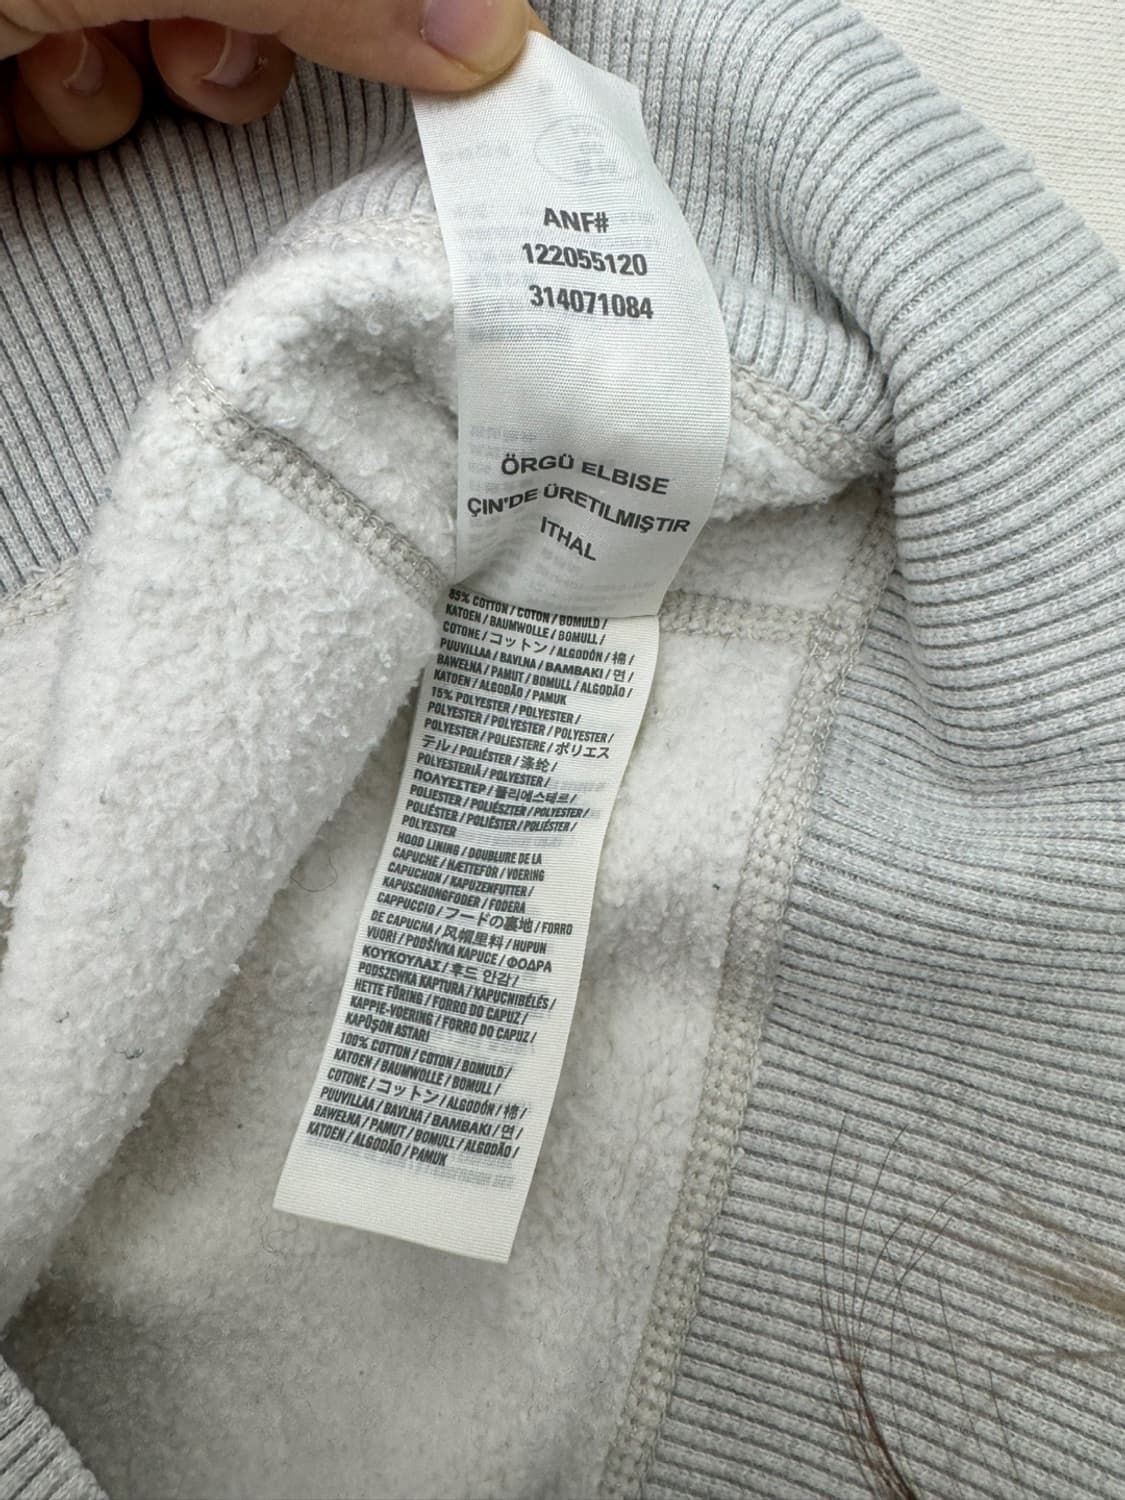 ANF#
122055120
314071084
ÖRGÜ ELBISE
ÇIN'DE ÜRETILMIŞTIR
ITHAL
85% COTTON / COTON / BOMULD /
KATOEN / BAUMWOLLE / BOMULL /
COTONE / コットン / ALGODÓN / 棉 /
PUUVILLAA / BAVLNA / BAMBAKI / 면 /
BAWEŁNA / PAMUT / BOMULL / ALGODÃO /
KATOEN / ALGODÃO / PAMUK
15% POLYESTER / POLYESTER /
POLYESTER / POLYESTER / POLYESTER /
POLYESTER / POLIESTERE / ポリエス
テル / POLIÉSTER / 涤纶 /
POLYESTERIÄ / POLYESTER /
ΠΟΛΥΕΣΤΕΡ / 폴리에스테르 /
POLIESTER / POLIÉSZTER / POLYESTER /
POLIÉSTER / POLIËSTER / POLIÉSTER /
POLYESTER
HOOD LINING / DOUBLURE DE LA
CAPUCHE / HÆTTEFOR / VOERING
CAPUCHON / KAPUZENFUTTER /
KAPUSCHONGFODER / FODERA
CAPPUCCIO / フードの裏地 / FORRO
DE CAPUCHA / 风帽里料 / HUPUN
VUORI / PODŠÍVKA KAPUCE / ΦΟΔΡΑ
ΚΟΥΚΟΥΛΑΣ / 후드 안감 /
PODSZEWKA KAPTURA / KAPUCNIBÉLÉS /
HETTE FÔRING / FORRO DO CAPUZ /
KAPPIE-VOERING / FORRO DO CAPUZ /
KAPÜŞON ASTARI
100% COTTON / COTON / BOMULD /
KATOEN / BAUMWOLLE / BOMULL /
COTONE / コットン / ALGODÓN / 棉 /
PUUVILLAA / BAVLNA / BAMBAKI / 면 /
BAWEŁNA / PAMUT / BOMULL / ALGODÃO /
KATOEN / ALGODÃO / PAMUK